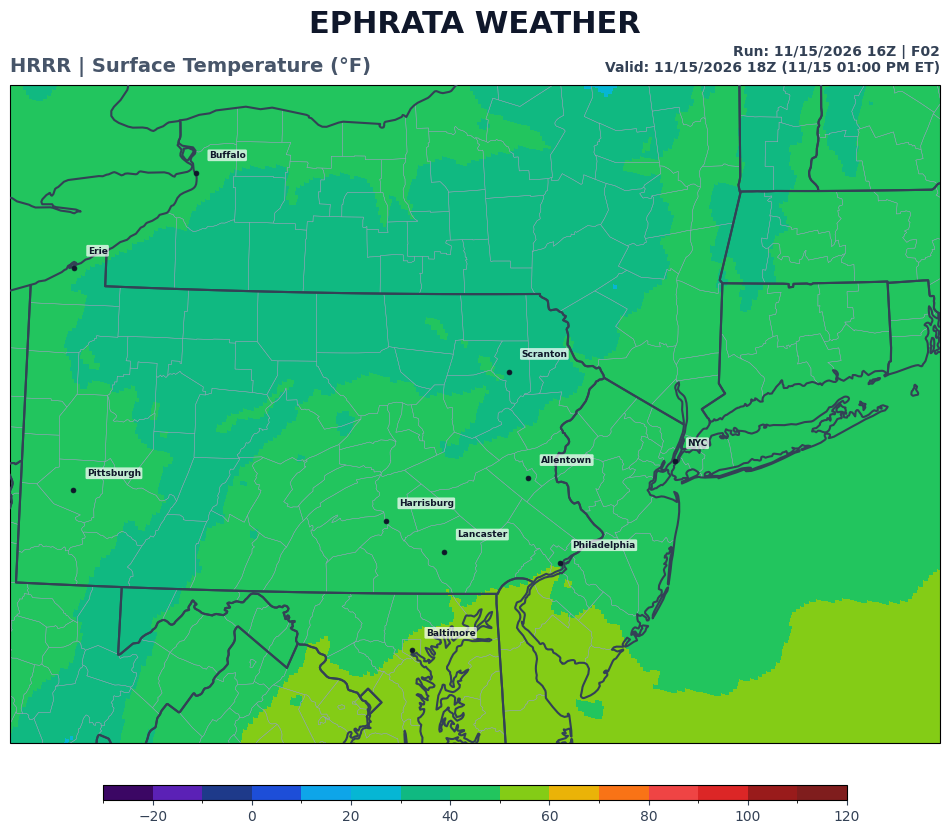 EPHRATA WEATHER
HRRR | Surface Temperature (°F)
Run: 11/15/2026 16Z | F02
Valid: 11/15/2026 18Z (11/15 01:00 PM ET)
Buffalo
Erie
Scranton
NYC
Pittsburgh
Allentown
Harrisburg
Lancaster
Philadelphia
Baltimore
−20 0 20 40 60 80 100 120